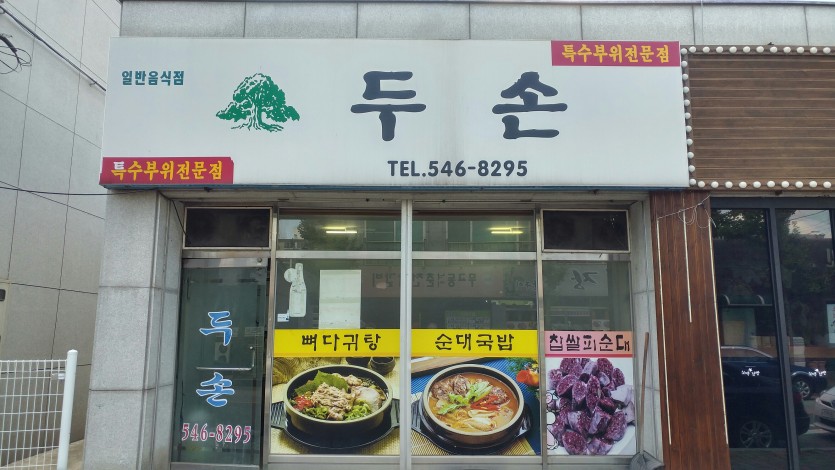 특수부위전문점
일반음식점
두손
특수부위전문점
TEL.546-8295
뼈다귀탕
순대국밥
찹쌀피순대
두손
546-8295